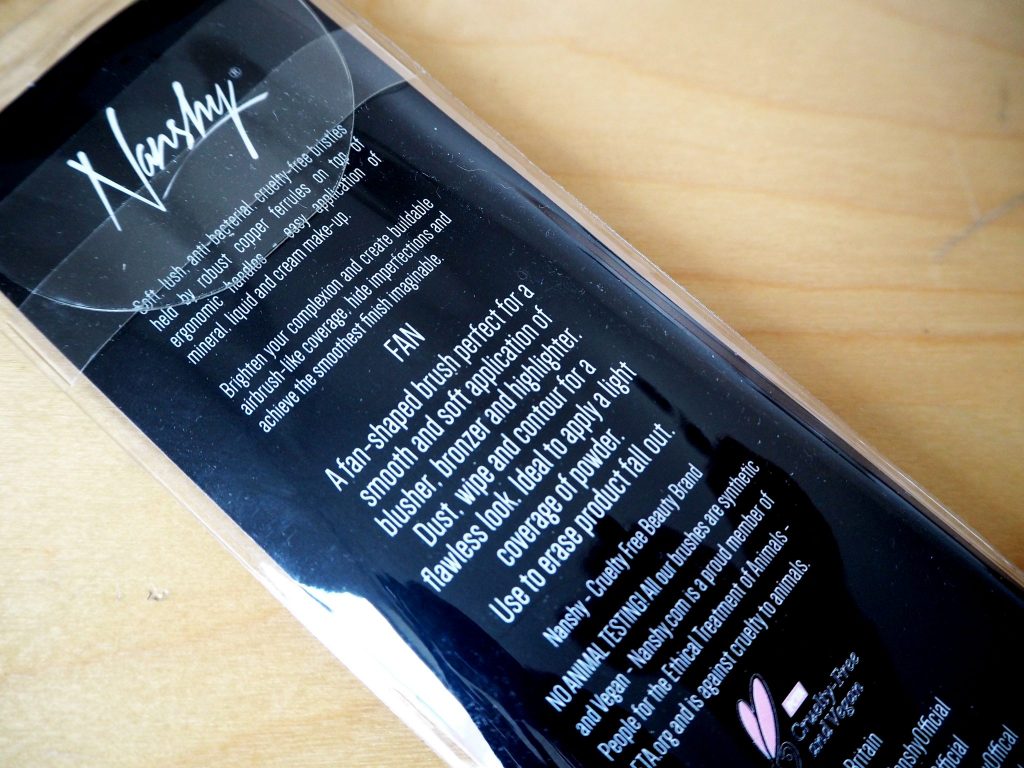 Nanshy®
Soft, lush, anti-bacterial, cruelty-free bristles
held by robust copper ferrules on top of
ergonomic handles easy application of
mineral, liquid and cream make-up.
Brighten your complexion and create buildable
airbrush-like coverage, hide imperfections and
achieve the smoothest finish imaginable.
FAN
A fan-shaped brush perfect for a
smooth and soft application of
blusher, bronzer and highlighter.
Dust, wipe and contour for a
flawless look. Ideal to apply a light
coverage of powder.
Use to erase product fall out.
Nanshy - Cruelty Free Beauty Brand
NO ANIMAL TESTING! All our brushes are synthetic
and Vegan - Nanshy.com is a proud member of
People for the Ethical Treatment of Animals -
ETA.org and is against cruelty to animals.
Cruelty Free
and Vegan
Britain
nshyOfficial
Official
Official